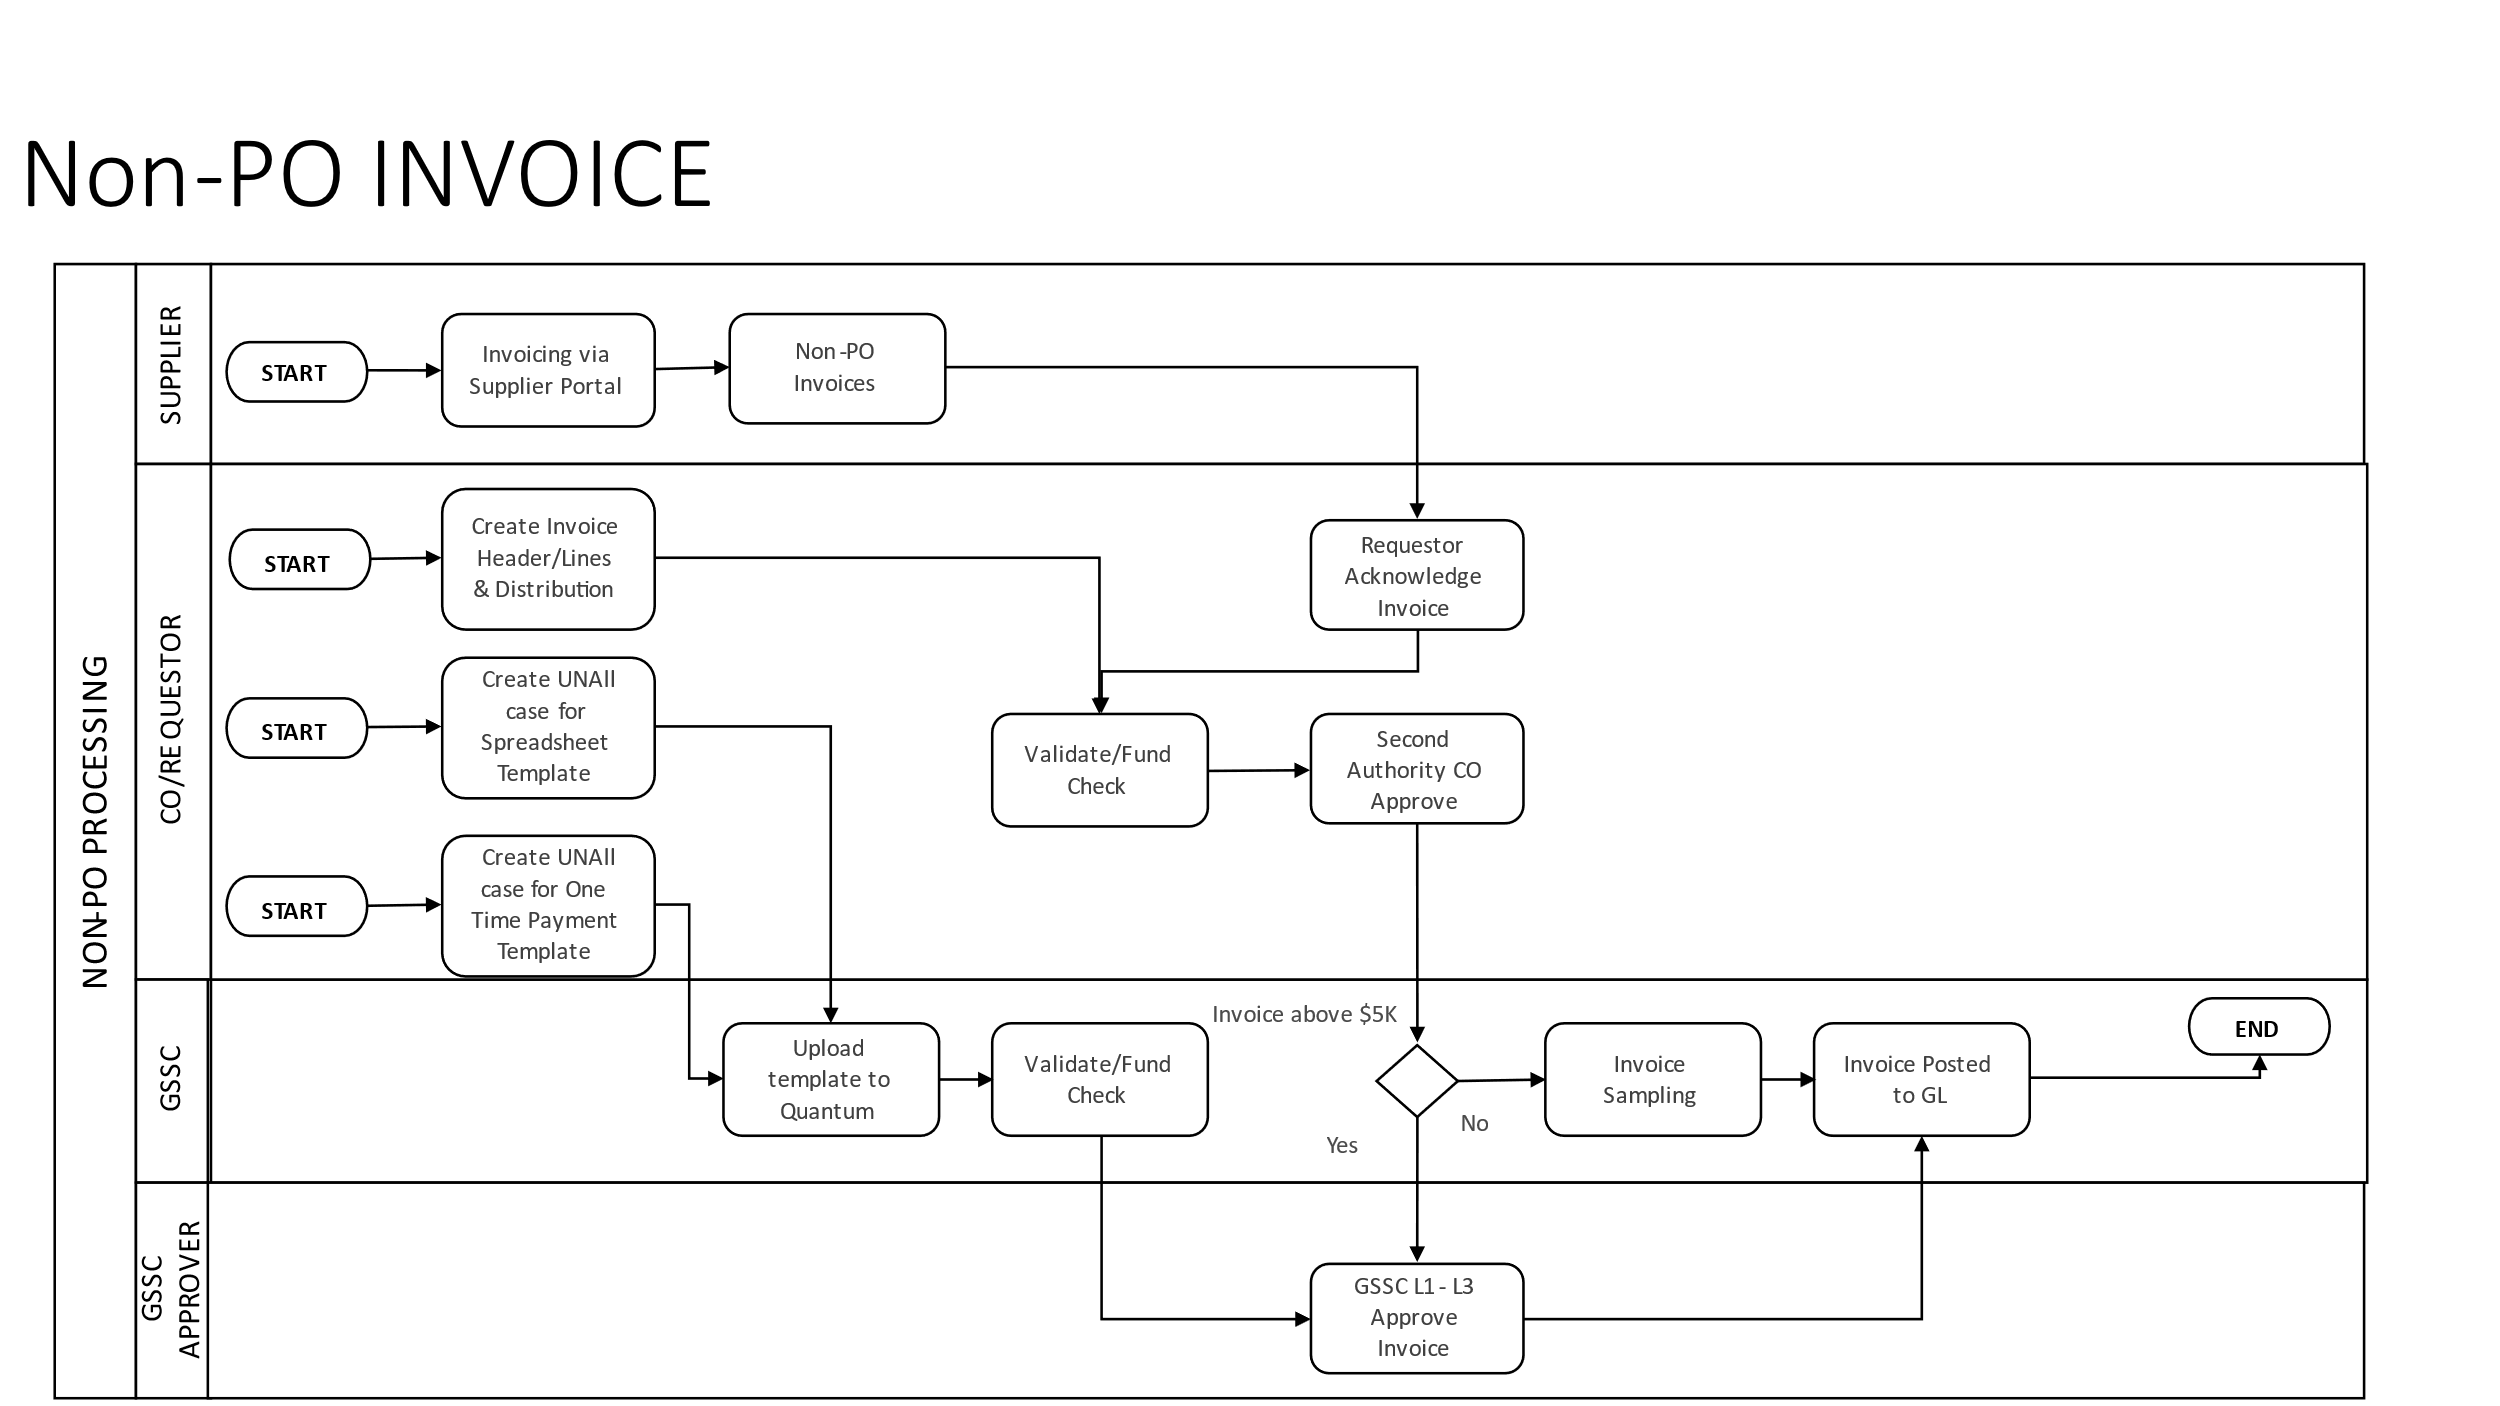 Non-PO INVOICE
NON-PO PROCESSING
SUPPLIER
START
Invoicing via
Supplier Portal
Non-PO
Invoices
CO/REQUESTOR
START
Create Invoice
Header/Lines
& Distribution
Requestor
Acknowledge
Invoice
START
Create UNAll
case for
Spreadsheet
Template
Validate/Fund
Check
Second
Authority CO
Approve
START
Create UNAll
case for One
Time Payment
Template
GSSC
Upload
template to
Quantum
Validate/Fund
Check
Invoice above $5K
Yes
No
Invoice
Sampling
Invoice Posted
to GL
END
GSSC
APPROVER
GSSC L1 - L3
Approve
Invoice